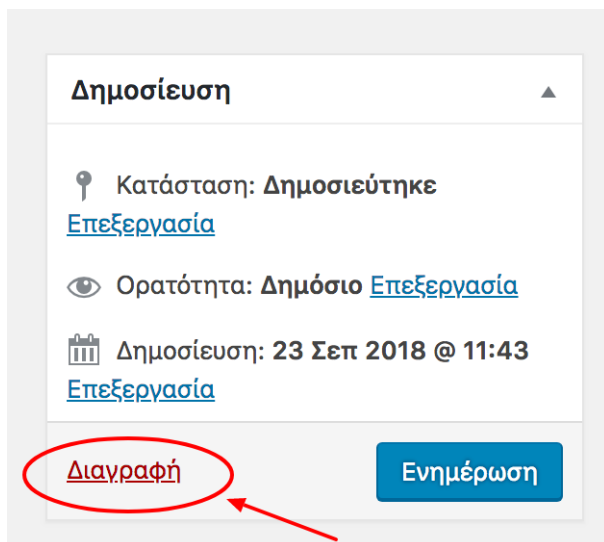 Δημοσίευση
Κατάσταση: Δημοσιεύτηκε
Επεξεργασία
Ορατότητα: Δημόσιο Επεξεργασία
Δημοσίευση: 23 Σεπ 2018 @ 11:43
Επεξεργασία
Διαγραφή Ενημέρωση